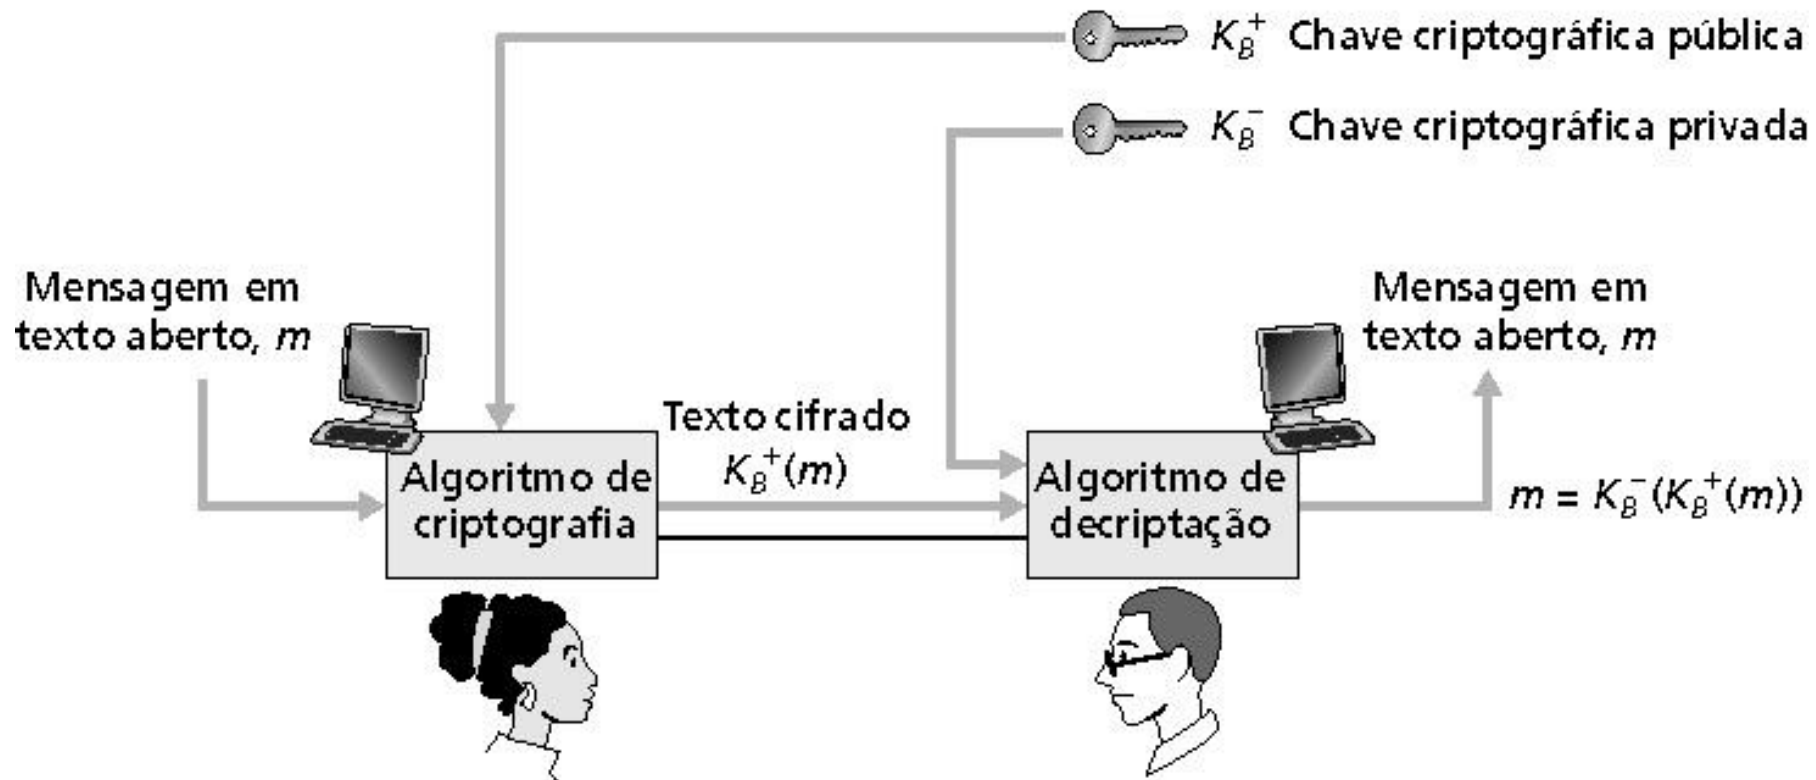 K_B^+ Chave criptográfica pública
K_B^- Chave criptográfica privada
Mensagem em
texto aberto, m
Mensagem em
texto aberto, m
Texto cifrado
K_B^+(m)
Algoritmo de
criptografia
Algoritmo de
decriptação
m = K_B^-(K_B^+(m))